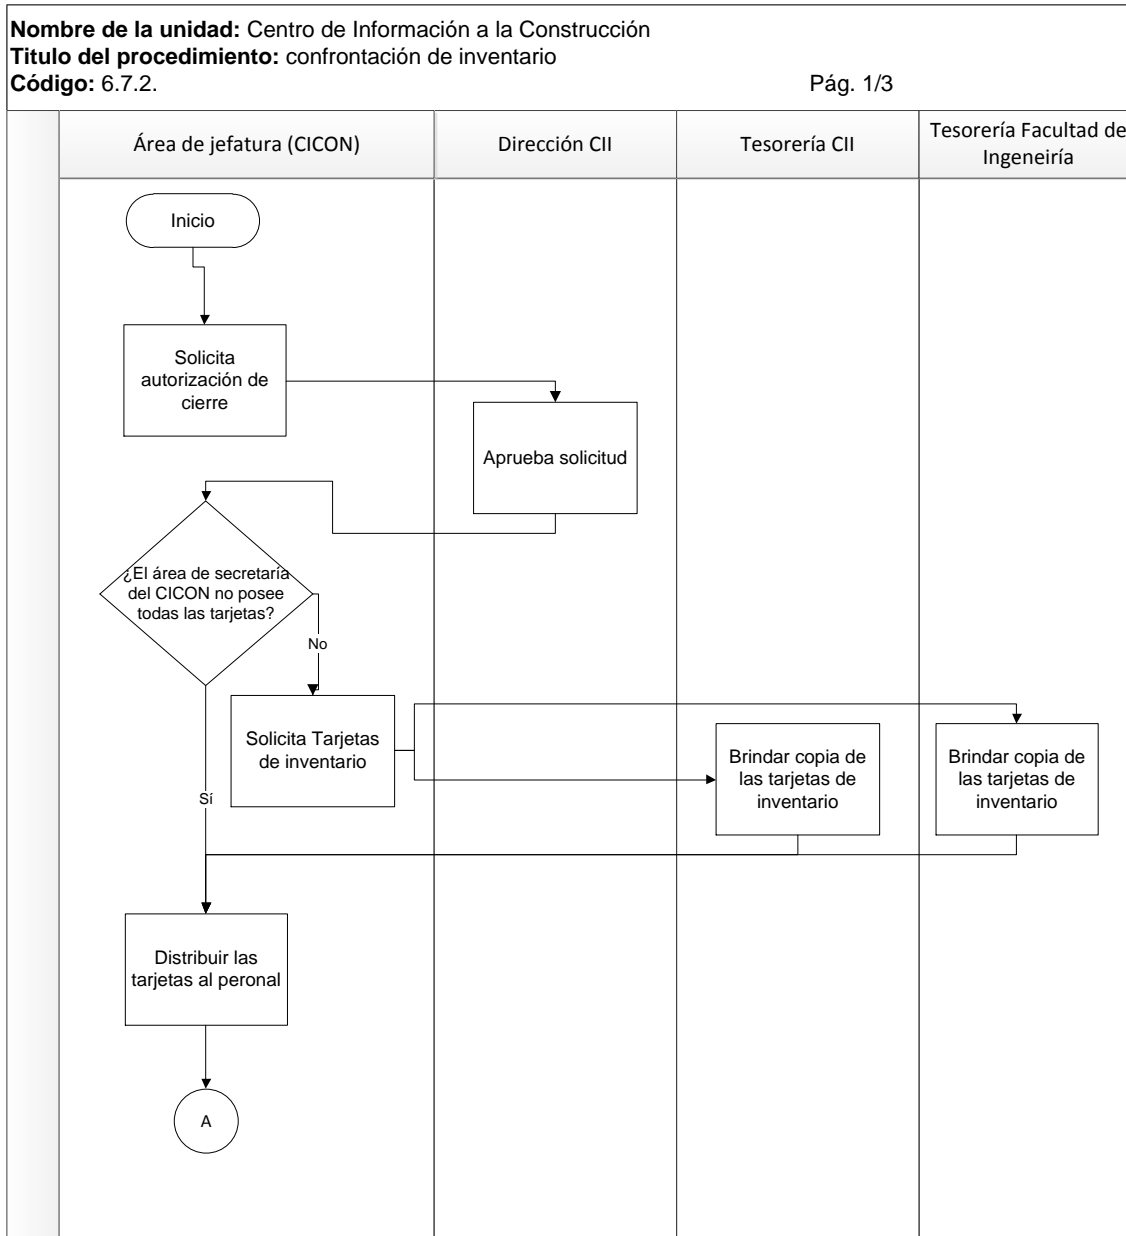 Nombre de la unidad: Centro de Información a la Construcción
Titulo del procedimiento: confrontación de inventario
Código: 6.7.2. Pág. 1/3
Área de jefatura (CICON)
Dirección CII
Tesorería CII
Tesorería Facultad de
Ingeneiría
Inicio
Solicita
autorización de
cierre
Aprueba solicitud
¿El área de secretaría
del CICON no posee
todas las tarjetas?
No
Solicita Tarjetas
de inventario
Brindar copia de
las tarjetas de
inventario
Brindar copia de
las tarjetas de
inventario
Sí
Distribuir las
tarjetas al peronal
A